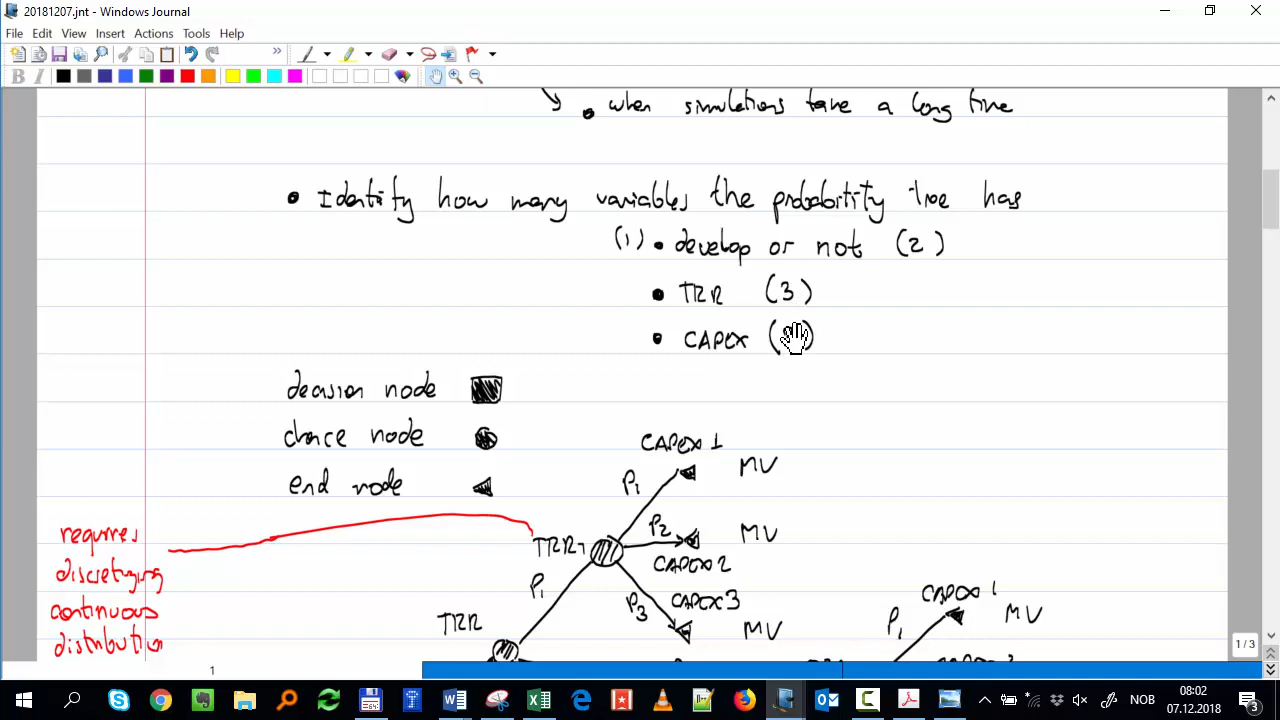 20181207.jnt - Windows Journal
File Edit View Insert Actions Tools Help
B I
when simulations take a long time
• Identify how many variables the probability tree has
(1) • develop or not (2)
• TRR (3)
• CAPEX (
decision node
chance node
end node
CAPEX 1
P1
MV
P2
MV
TRR1
CAPEX 2
P1
P3
CAPEX 3
MV
TRR
CAPEX 1
P1
MV
requires
discretizing
continuous
distribution
1 / 3
1
NOB
08:02
07.12.2018
3